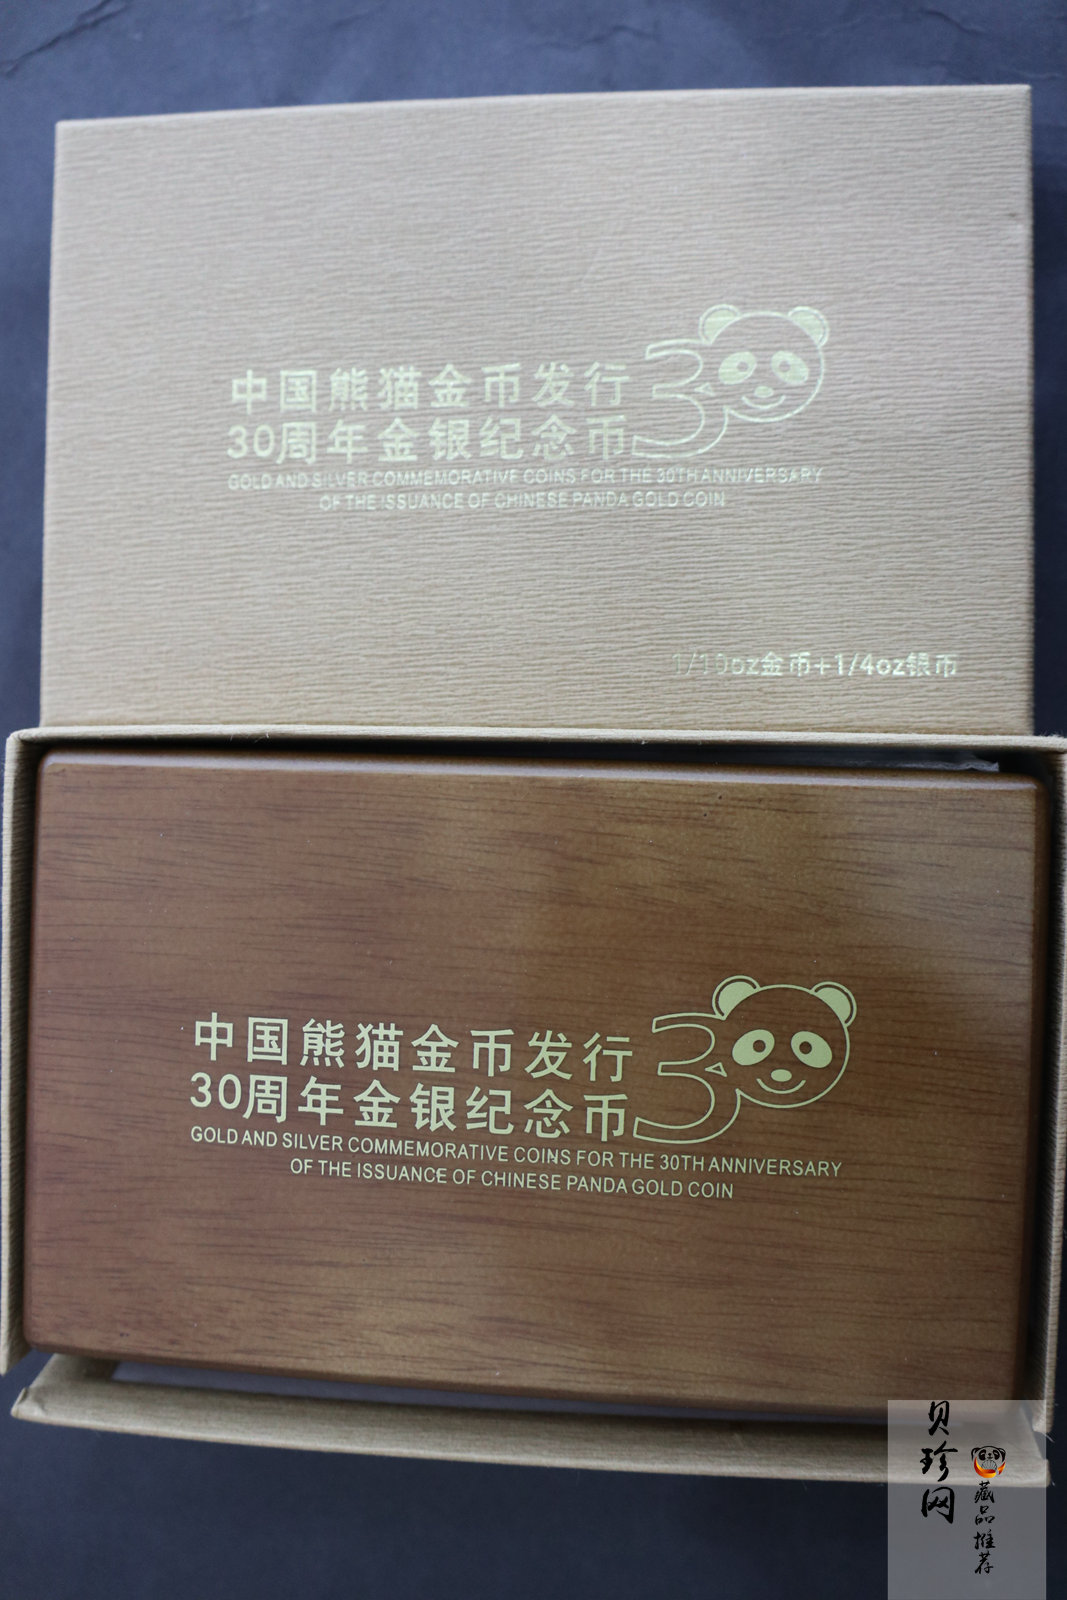 中国熊猫金币发行
30周年金银纪念币
30
GOLD AND SILVER COMMEMORATIVE COINS FOR THE 30TH ANNIVERSARY
OF THE ISSUANCE OF CHINESE PANDA GOLD COIN
1/10oz金币+1/4oz银币
中国熊猫金币发行
30周年金银纪念币
30
GOLD AND SILVER COMMEMORATIVE COINS FOR THE 30TH ANNIVERSARY
OF THE ISSUANCE OF CHINESE PANDA GOLD COIN
贝珍网
藏品推荐